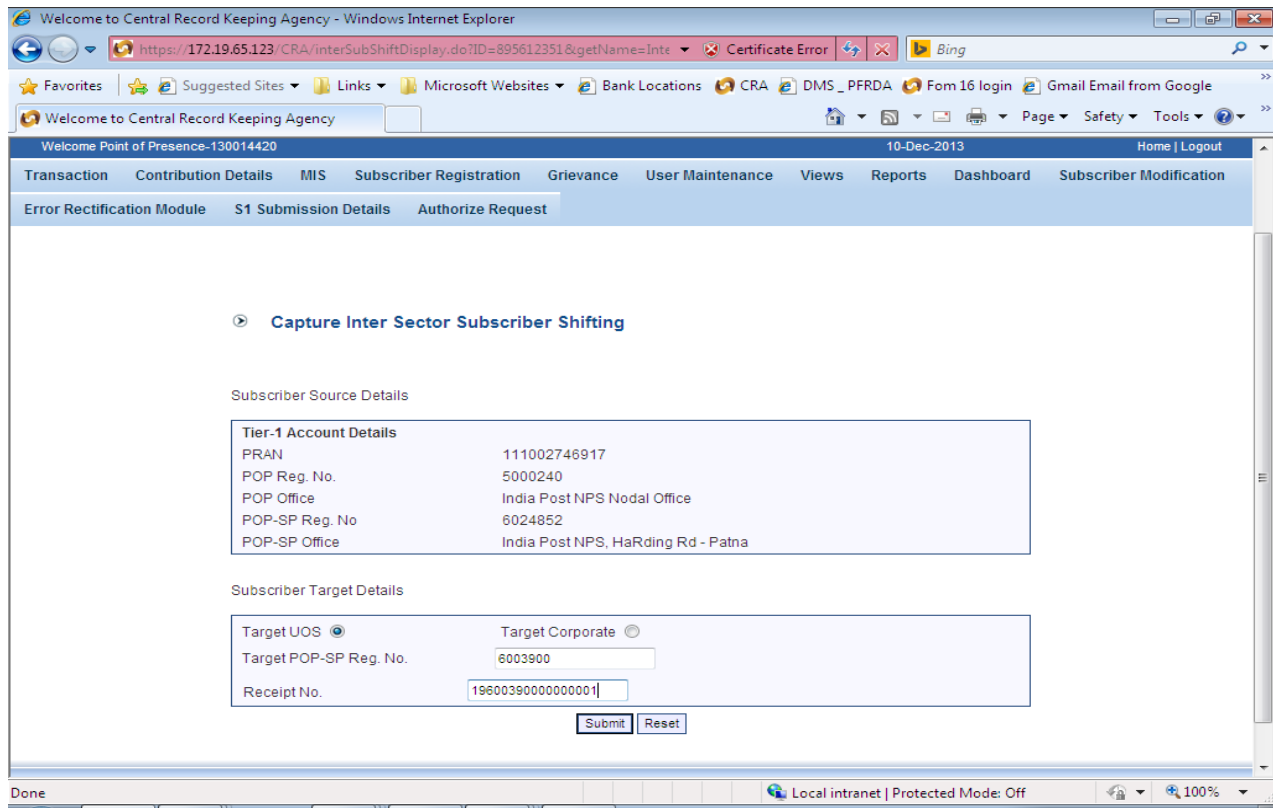 Welcome to Central Record Keeping Agency - Windows Internet Explorer
https://172.19.65.123/CRA/interSubShiftDisplay.do?ID=895612351&getName=Inte
Certificate Error
Bing
Favorites
Suggested Sites
Links
Microsoft Websites
Bank Locations
CRA
DMS _ PFRDA
Fom 16 login
Gmail Email from Google
Welcome to Central Record Keeping Agency
Page
Safety
Tools
Welcome Point of Presence-130014420
10-Dec-2013
Home | Logout
Transaction Contribution Details MIS Subscriber Registration Grievance User Maintenance Views Reports Dashboard Subscriber Modification
Error Rectification Module S1 Submission Details Authorize Request
Capture Inter Sector Subscriber Shifting
Subscriber Source Details
Tier-1 Account Details
PRAN 111002746917
POP Reg. No. 5000240
POP Office India Post NPS Nodal Office
POP-SP Reg. No 6024852
POP-SP Office India Post NPS, HaRding Rd - Patna
Subscriber Target Details
Target UOS Target Corporate
Target POP-SP Reg. No. 6003900
Receipt No. 19600390000000001
Submit Reset
Done
Local intranet | Protected Mode: Off
100%